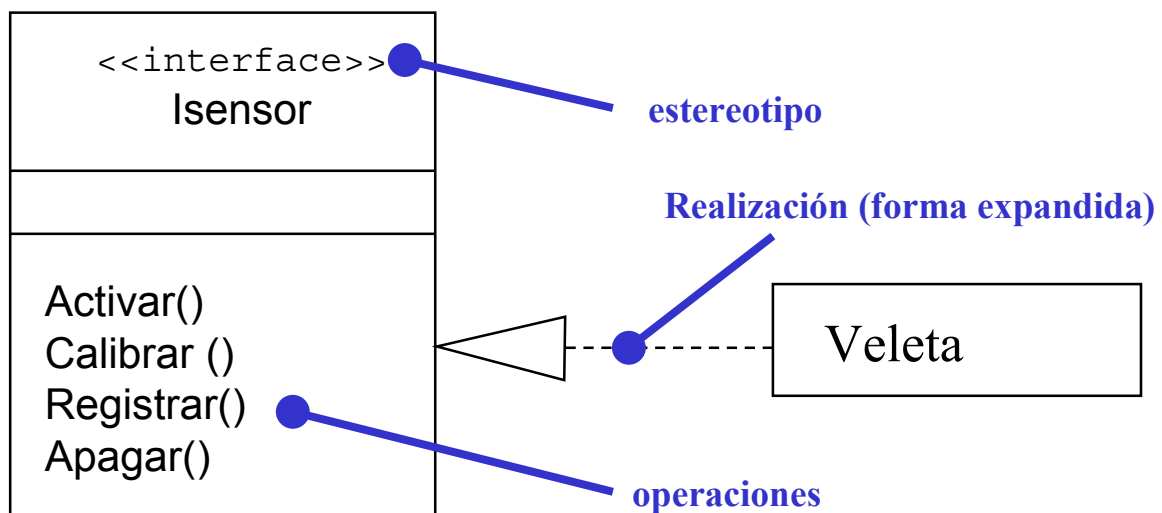 <<interface>>
Isensor
estereotipo
Realización (forma expandida)
Activar()
Calibrar ()
Registrar()
Apagar()
Veleta
operaciones